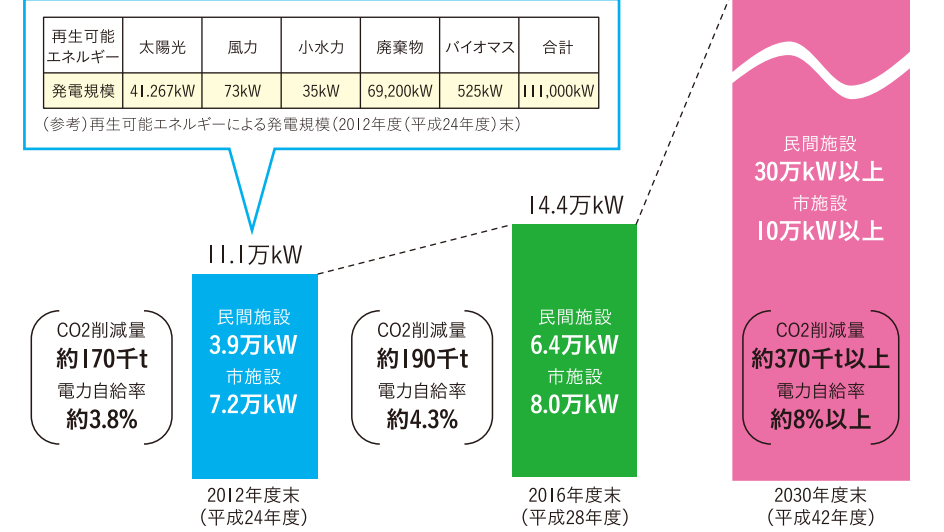 再生可能エネルギー 太陽光 風力 小水力 廃棄物 バイオマス 合計
発電規模 41.267kW 73kW 35kW 69,200kW 525kW 111,000kW
(参考)再生可能エネルギーによる発電規模(2012年度(平成24年度)末)
11.1万kW
民間施設
3.9万kW
市施設
7.2万kW
CO2削減量
約170千t
電力自給率
約3.8%
2012年度末
(平成24年度)
14.4万kW
民間施設
6.4万kW
市施設
8.0万kW
CO2削減量
約190千t
電力自給率
約4.3%
2016年度末
(平成28年度)
民間施設
30万kW以上
市施設
10万kW以上
CO2削減量
約370千t以上
電力自給率
約8%以上
2030年度末
(平成42年度)